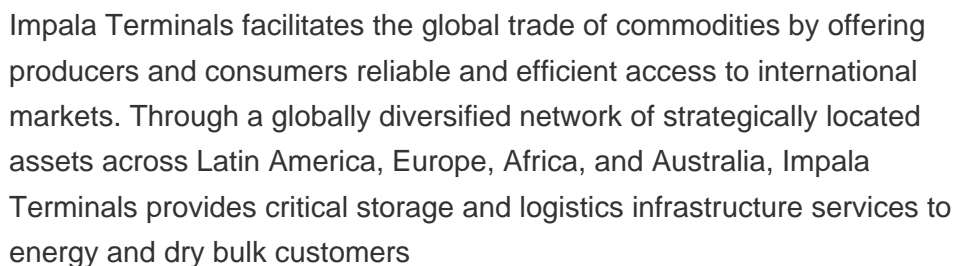 Impala Terminals facilitates the global trade of commodities by offering
producers and consumers reliable and efficient access to international
markets. Through a globally diversified network of strategically located
assets across Latin America, Europe, Africa, and Australia, Impala
Terminals provides critical storage and logistics infrastructure services to
energy and dry bulk customers